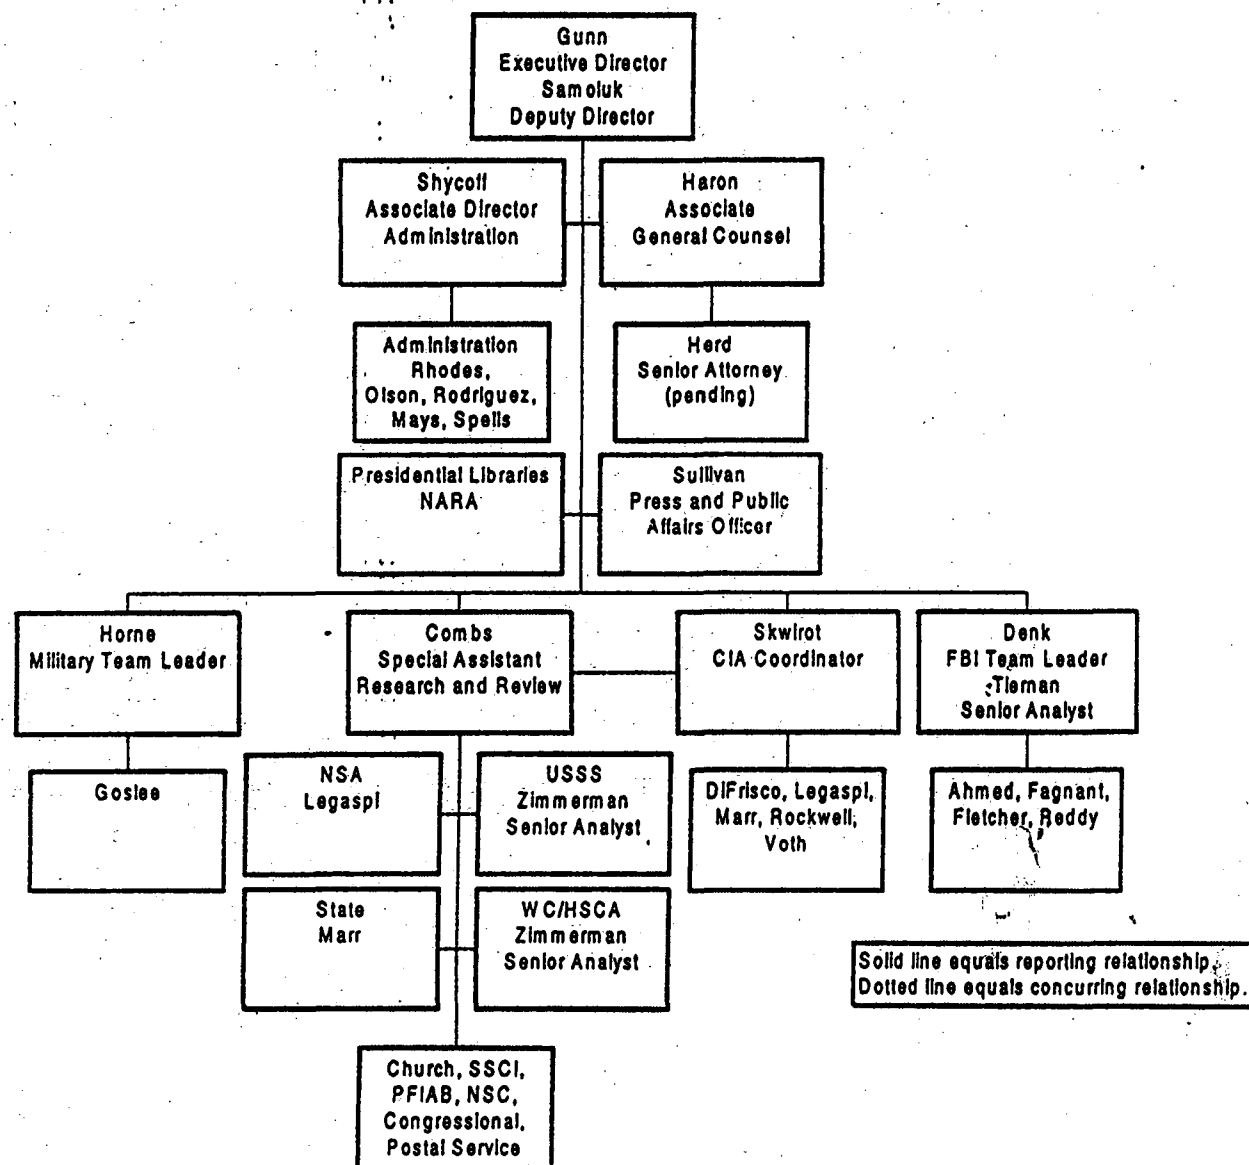 Gunn
Executive Director
Samoluk
Deputy Director
Shycoff
Associate Director
Administration
Haron
Associate
General Counsel
Administration
Rhodes,
Olson, Rodriguez,
Mays, Spells
Herd
Senior Attorney
(pending)
Presidential Libraries
NARA
Sullivan
Press and Public
Affairs Officer
Horne
Military Team Leader
Combs
Special Assistant
Research and Review
Skwirot
CIA Coordinator
Denk
FBI Team Leader
Tiernan
Senior Analyst
Goslee
NSA
Legaspi
USSS
Zimmerman
Senior Analyst
DiFrisco, Legaspi,
Marr, Rockwell,
Voth
Ahmed, Fagnant,
Fletcher, Reddy
State
Marr
WC/HSCA
Zimmerman
Senior Analyst
Solid line equals reporting relationship.
Dotted line equals concurring relationship.
Church, SSCI,
PFIAB, NSC,
Congressional,
Postal Service